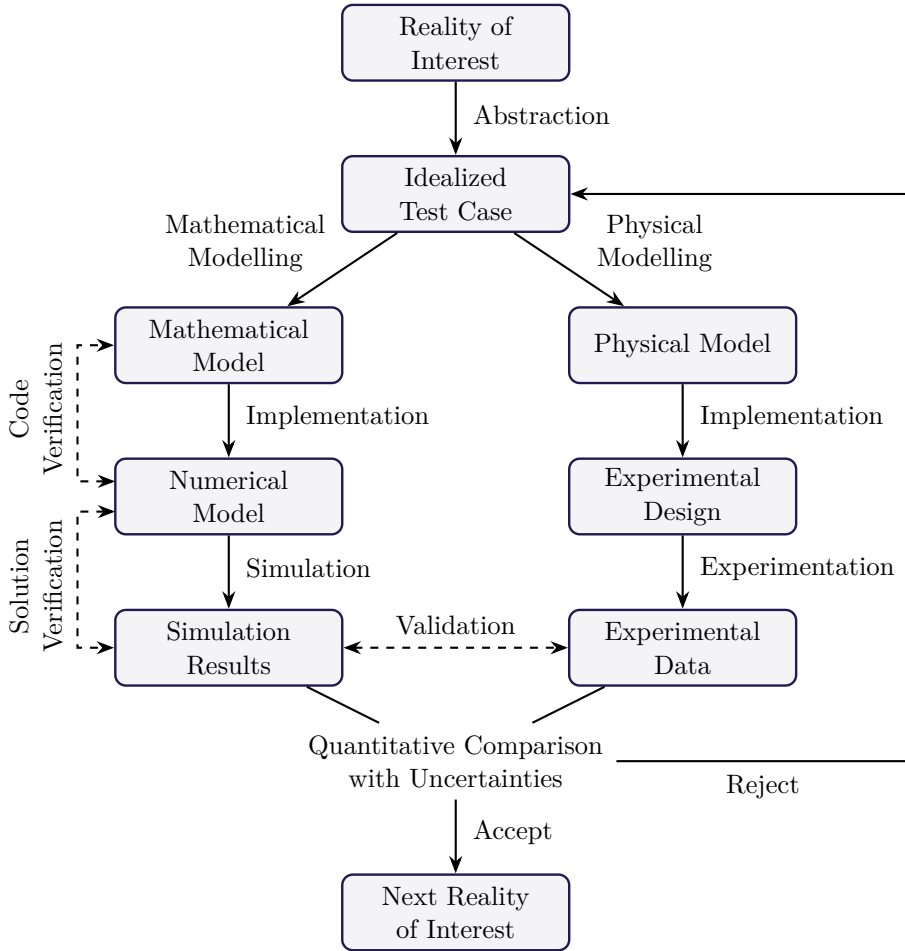 Reality of
Interest
Abstraction
Idealized
Test Case
Mathematical
Modelling
Physical
Modelling
Mathematical
Model
Physical Model
Code
Verification
Implementation
Implementation
Numerical
Model
Experimental
Design
Solution
Verification
Simulation
Experimentation
Simulation
Results
Validation
Experimental
Data
Quantitative Comparison
with Uncertainties
Reject
Accept
Next Reality
of Interest